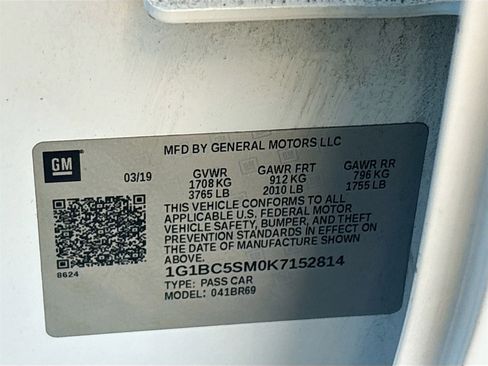 MFD BY GENERAL MOTORS LLC
GM
03/19 GVWR GAWR FRT GAWR RR
1708 KG 912 KG 796 KG
3765 LB 2010 LB 1755 LB
THIS VEHICLE CONFORMS TO ALL
APPLICABLE U.S. FEDERAL MOTOR
VEHICLE SAFETY, BUMPER, AND THEFT
PREVENTION STANDARDS IN EFFECT ON
THE DATE OF MANUFACTURE SHOWN
ABOVE.
8624
1G1BC5SM0K7152814
TYPE: PASS CAR
MODEL: 041BR69